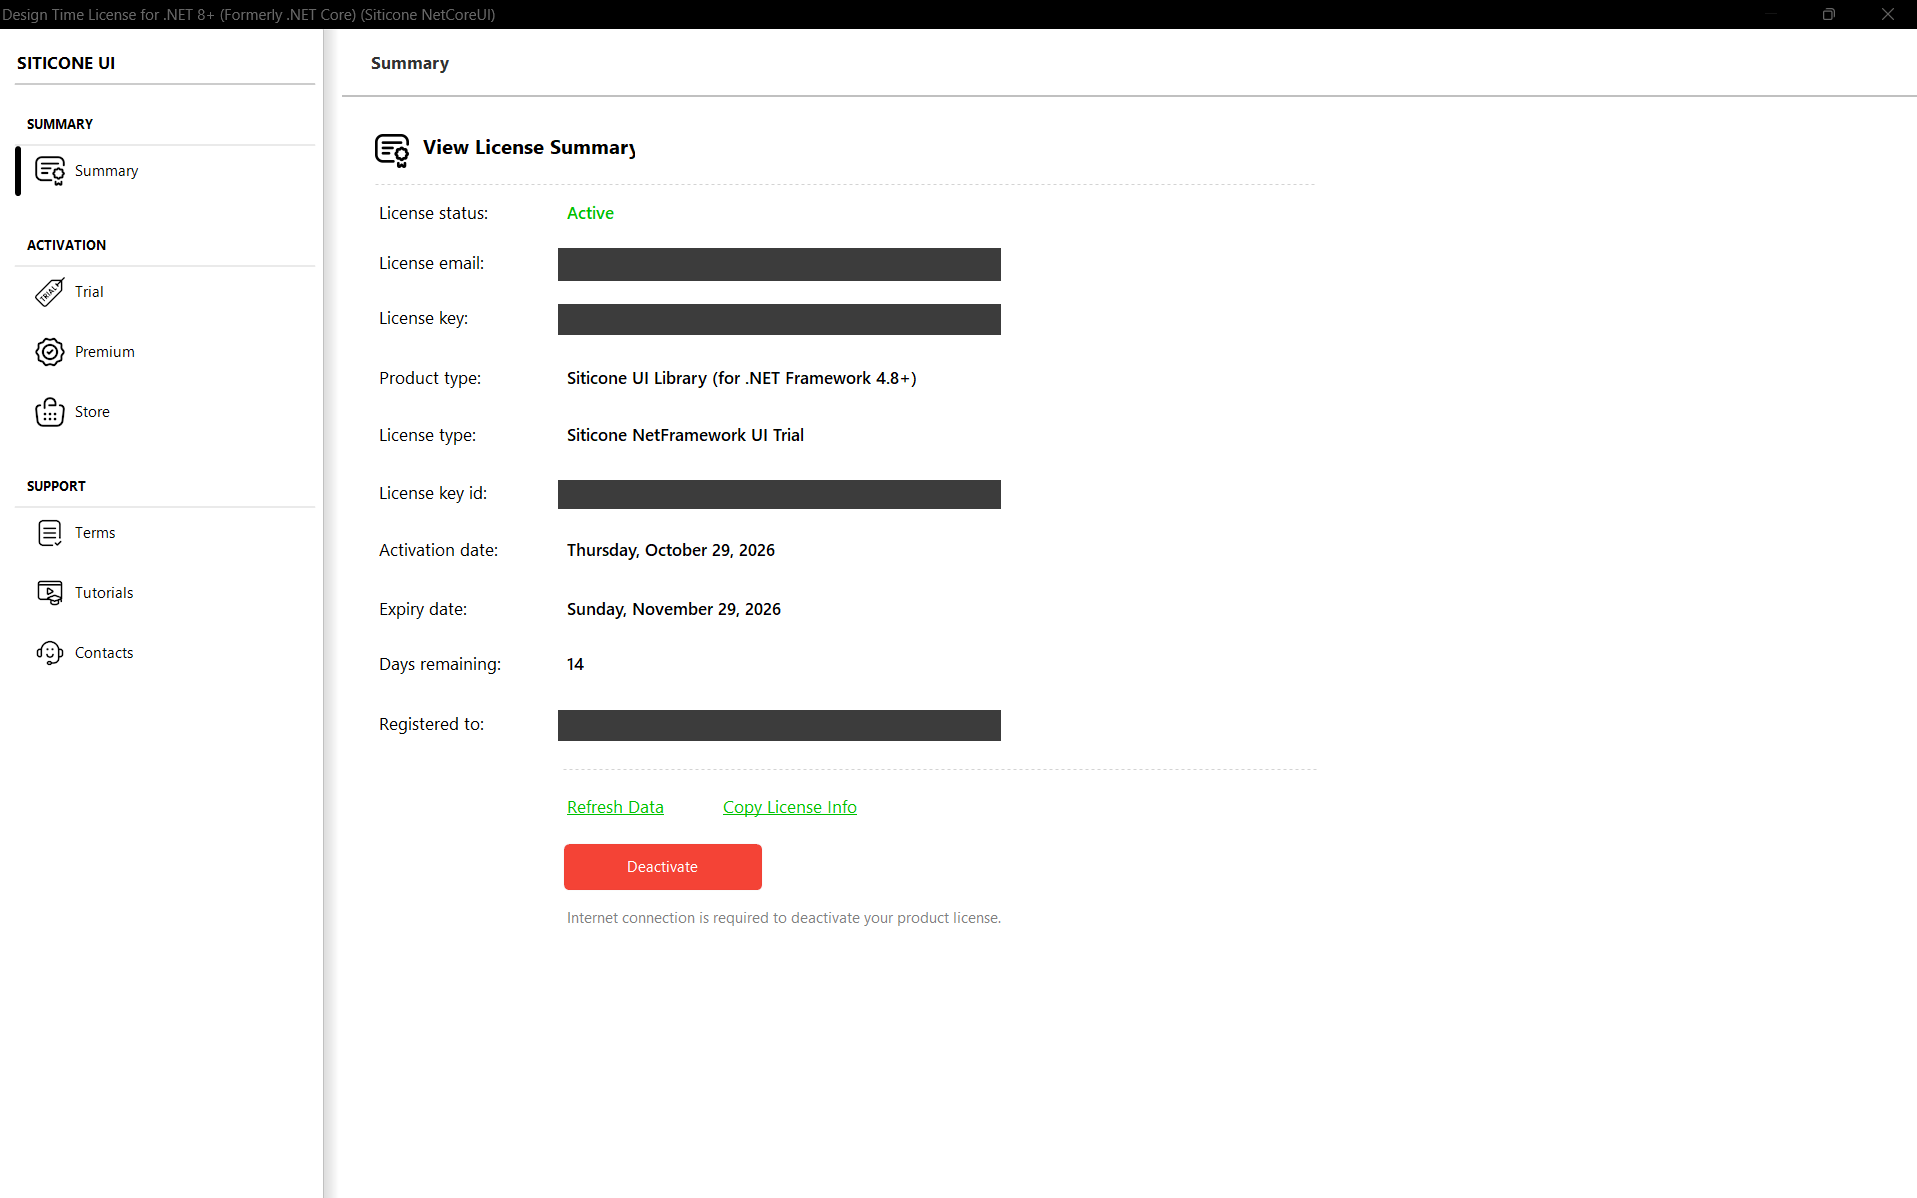 Design Time License for .NET 8+ (Formerly .NET Core) (Siticone NetCoreUI)
SITICONE UI
SUMMARY
Summary
ACTIVATION
TRIAL
Trial
Premium
Store
SUPPORT
Terms
Tutorials
Contacts
Summary
View License Summary
License status: Active
License email:
License key:
Product type: Siticone UI Library (for .NET Framework 4.8+)
License type: Siticone NetFramework UI Trial
License key id:
Activation date: Thursday, October 29, 2026
Expiry date: Sunday, November 29, 2026
Days remaining: 14
Registered to:
Refresh Data Copy License Info
Deactivate
Internet connection is required to deactivate your product license.